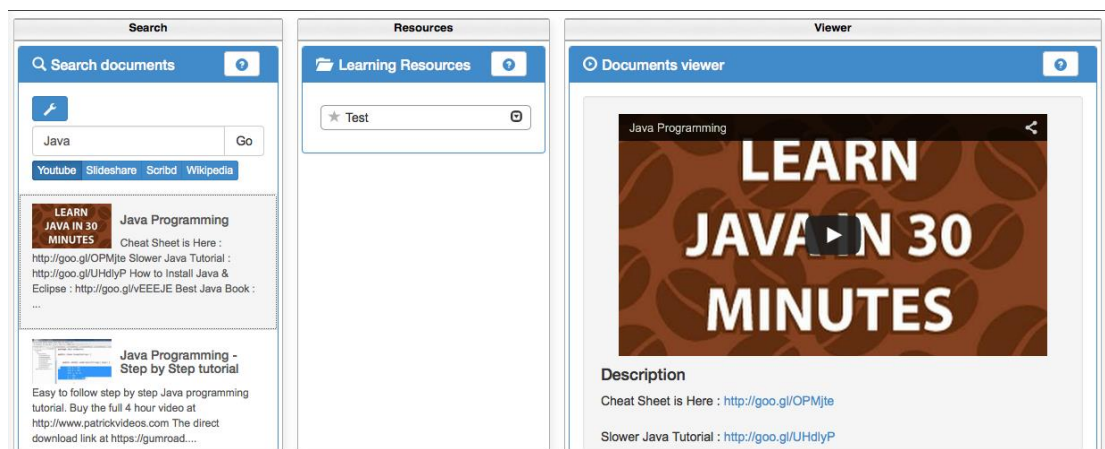 Search
Search documents
Java
Go
Youtube Slideshare Scribd Wikipedia
LEARN
JAVA IN 30
MINUTES
Java Programming
Cheat Sheet is Here :
http://goo.gl/OPMjte Slower Java Tutorial :
http://goo.gl/UHdlyP How to Install Java &
Eclipse : http://goo.gl/vEEEJE Best Java Book :
...
Java Programming -
Step by Step tutorial
Easy to follow step by step Java programming
tutorial. Buy the full 4 hour video at
http://www.patrickvideos.com The direct
download link at https://gumroad....
Resources
Learning Resources
Test
Viewer
Documents viewer
Java Programming
LEARN
JAVA IN 30
MINUTES
Description
Cheat Sheet is Here : http://goo.gl/OPMjte
Slower Java Tutorial : http://goo.gl/UHdlyP